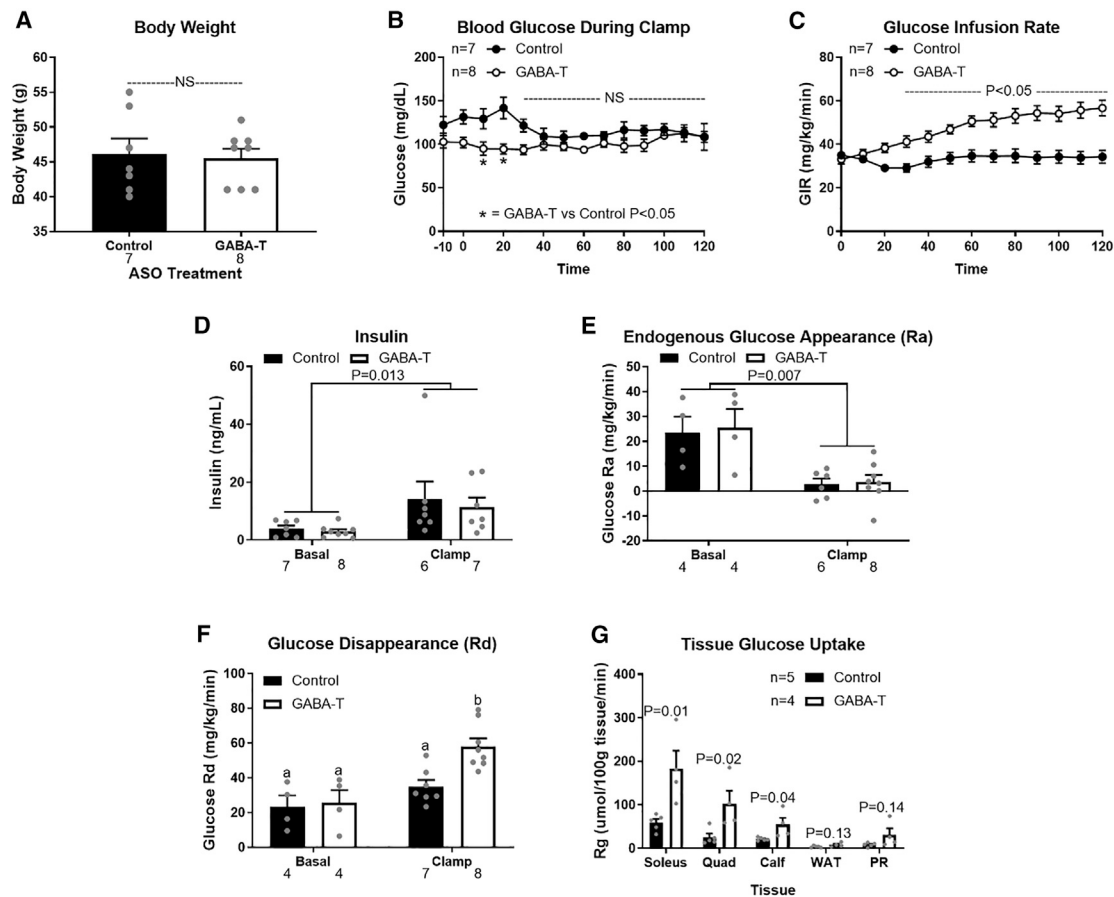 A
Body Weight
60
55
50
45
40
35
Body Weight (g)
NS
Control
GABA-T
7
8
ASO Treatment
B
Blood Glucose During Clamp
n=7 Control
n=8 GABA-T
200
150
100
50
0
Glucose (mg/dL)
NS
* *
* = GABA-T vs Control P<0.05
-10 0 20 40 60 80 100 120
Time
C
Glucose Infusion Rate
n=7 Control
n=8 GABA-T
80
60
40
20
0
GIR (mg/kg/min)
P<0.05
0 20 40 60 80 100 120
Time
D
Insulin
Control GABA-T
P=0.013
60
40
20
0
Insulin (ng/mL)
Basal Clamp
7 8 6 7
E
Endogenous Glucose Appearance (Ra)
Control GABA-T
P=0.007
50
40
30
20
10
0
-10
-20
Glucose Ra (mg/kg/min)
Basal Clamp
4 4 6 8
F
Glucose Disappearance (Rd)
Control
GABA-T
100
80
60
40
20
0
Glucose Rd (mg/kg/min)
a a a b
Basal Clamp
4 4 7 8
G
Tissue Glucose Uptake
n=5 Control
n=4 GABA-T
400
300
200
100
0
Rg (umol/100g tissue/min)
P=0.01
P=0.02
P=0.04
P=0.13
P=0.14
Soleus Quad Calf WAT PR
Tissue